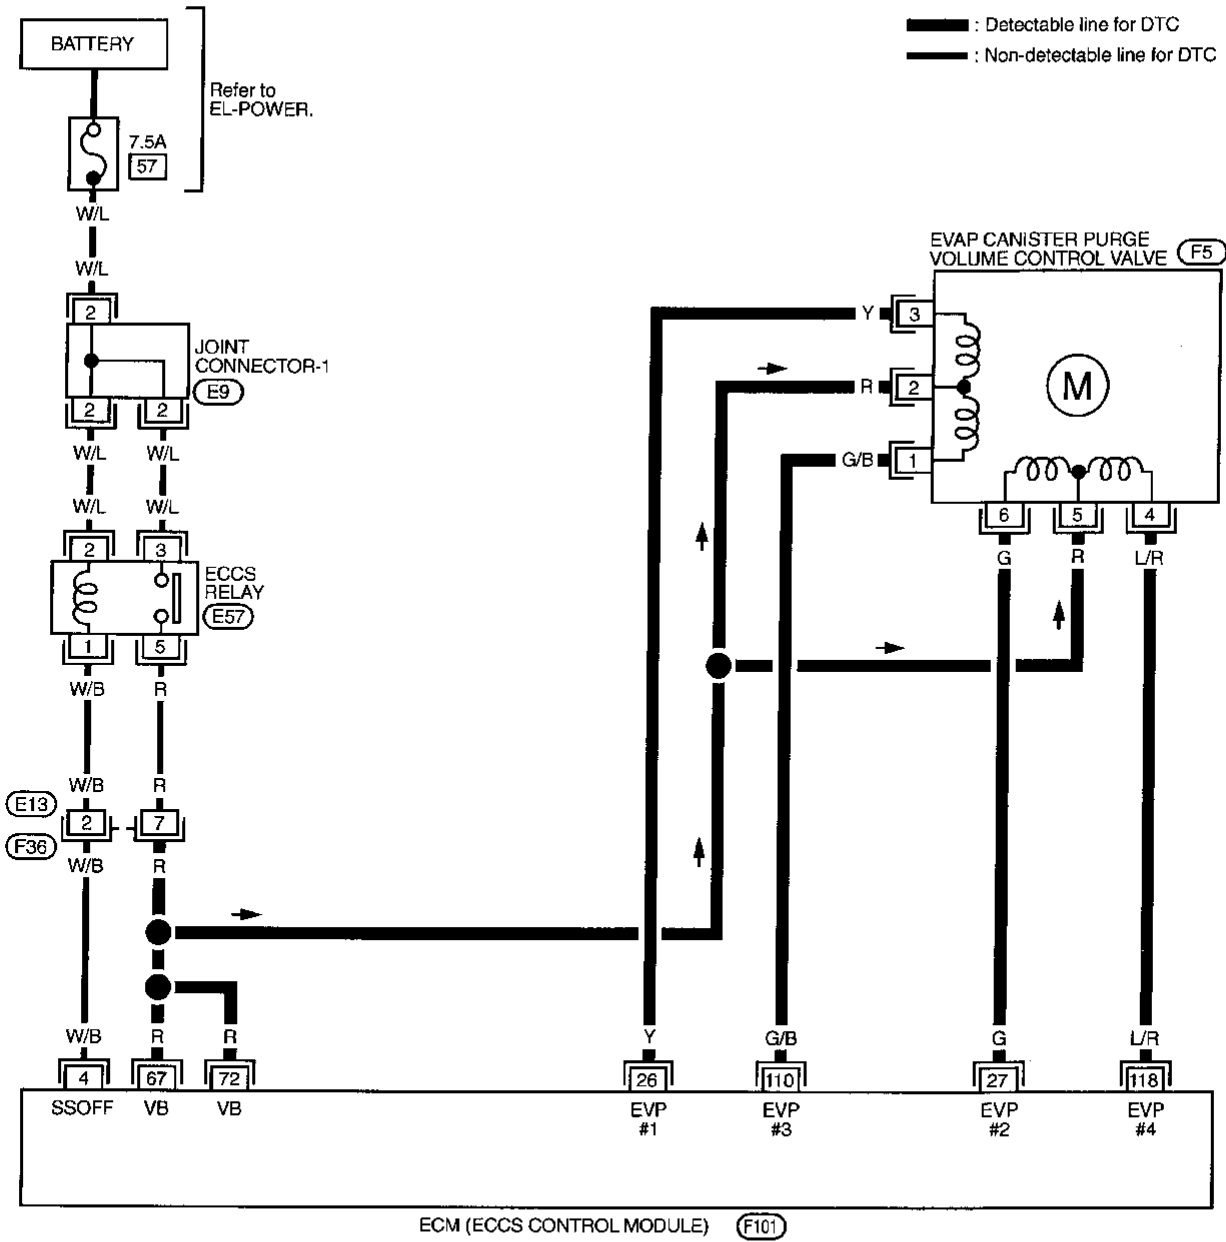 BATTERY
Refer to
EL-POWER.
7.5A
57
: Detectable line for DTC
: Non-detectable line for DTC
W/L
W/L
2
JOINT
CONNECTOR-1
E9
2 2
W/L W/L
W/L W/L
2 3
ECCS
RELAY
E57
1 5
W/B R
W/B R
E13
2 7
F36
W/B R
EVAP CANISTER PURGE
VOLUME CONTROL VALVE F5
Y 3
R 2
M
G/B 1
6 5 4
G R L/R
W/B R R Y G/B G L/R
4 67 72 26 110 27 118
SSOFF VB VB EVP EVP EVP EVP
#1 #3 #2 #4
ECM (ECCS CONTROL MODULE) F101